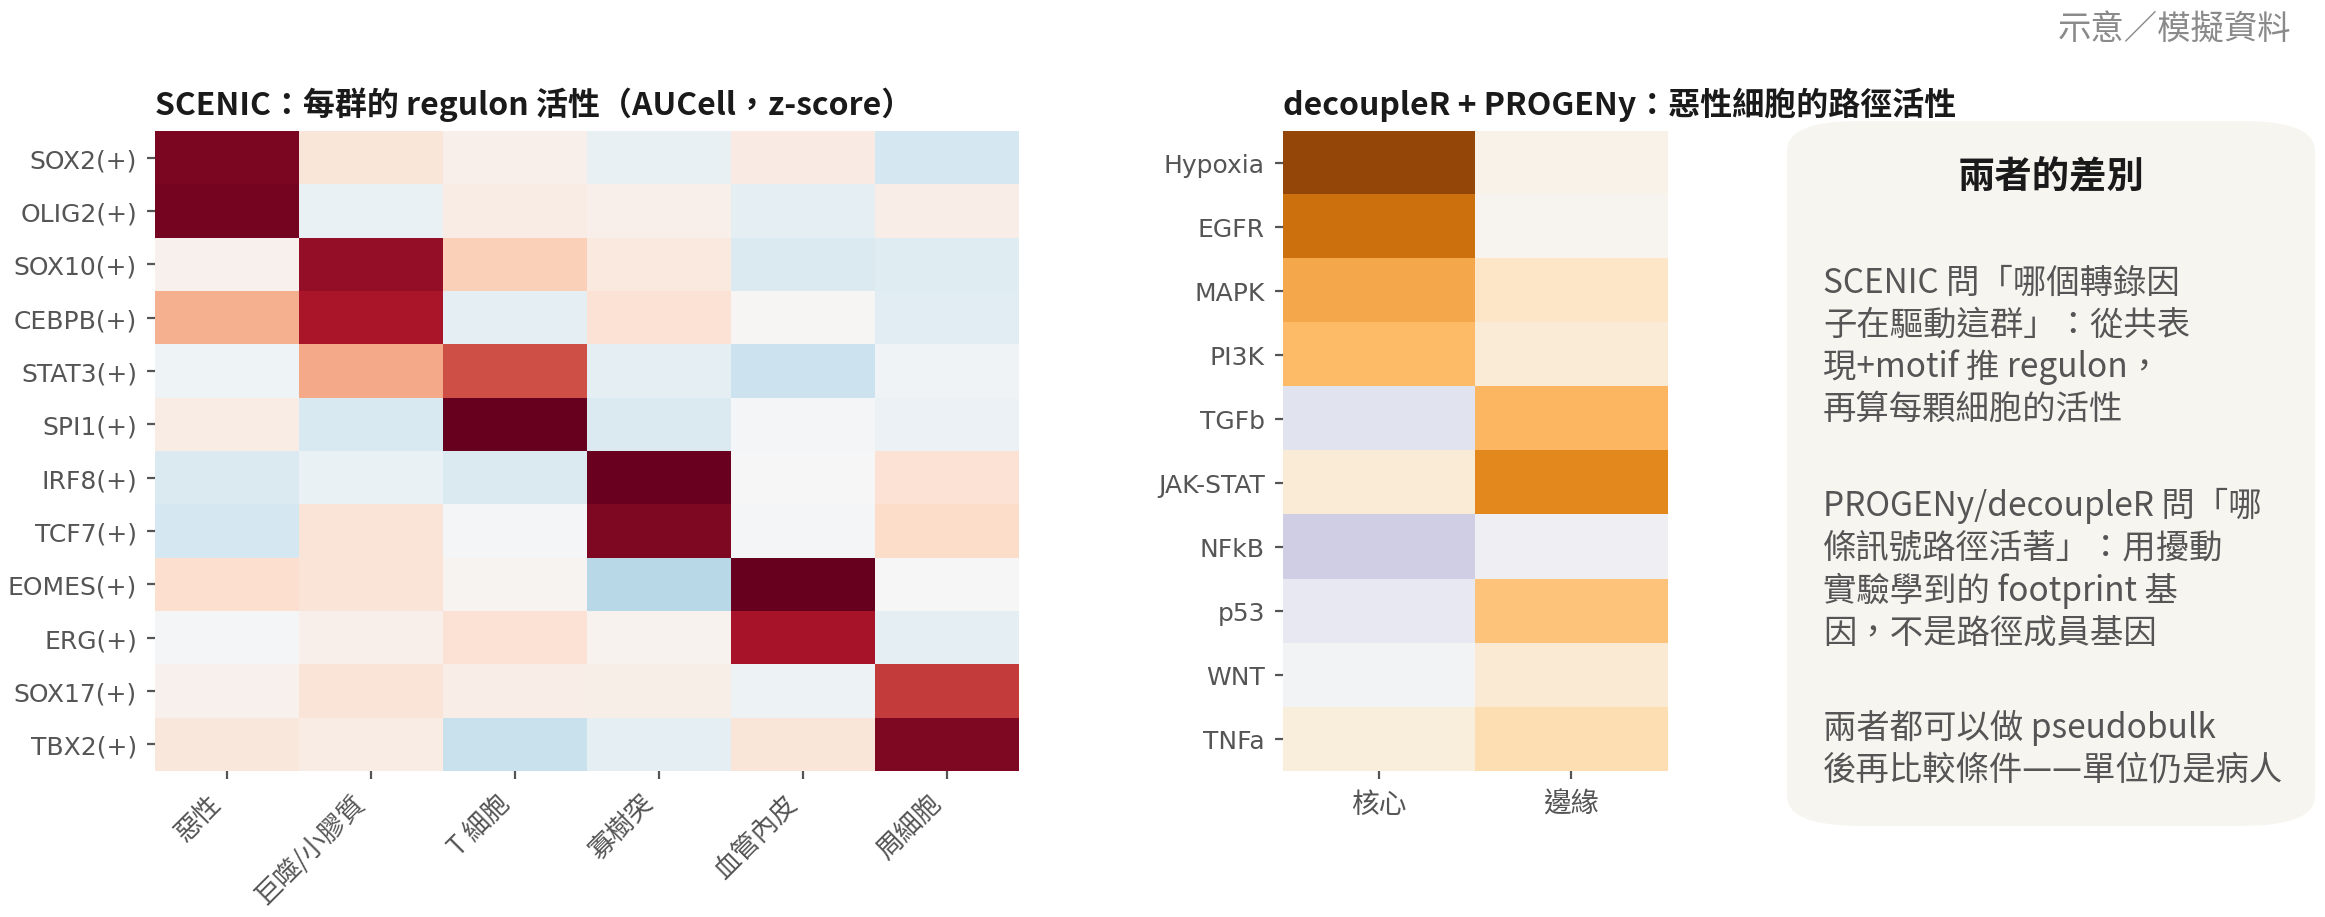 示意／模擬資料
SCENIC：每群的 regulon 活性（AUCell，z-score）
SOX2(+)
OLIG2(+)
SOX10(+)
CEBPB(+)
STAT3(+)
SPI1(+)
IRF8(+)
TCF7(+)
EOMES(+)
ERG(+)
SOX17(+)
TBX2(+)
惡性
巨噬/小膠質
T 細胞
寡樹突
血管內皮
周細胞
decoupleR + PROGENy：惡性細胞的路徑活性
Hypoxia
EGFR
MAPK
PI3K
TGFb
JAK-STAT
NFkB
p53
WNT
TNFa
核心
邊緣
兩者的差別
SCENIC 問「哪個轉錄因
子在驅動這群」：從共表
現+motif 推 regulon，
再算每顆細胞的活性
PROGENy/decoupleR 問「哪
條訊號路徑活著」：用擾動
實驗學到的 footprint 基
因，不是路徑成員基因
兩者都可以做 pseudobulk
後再比較條件——單位仍是病人